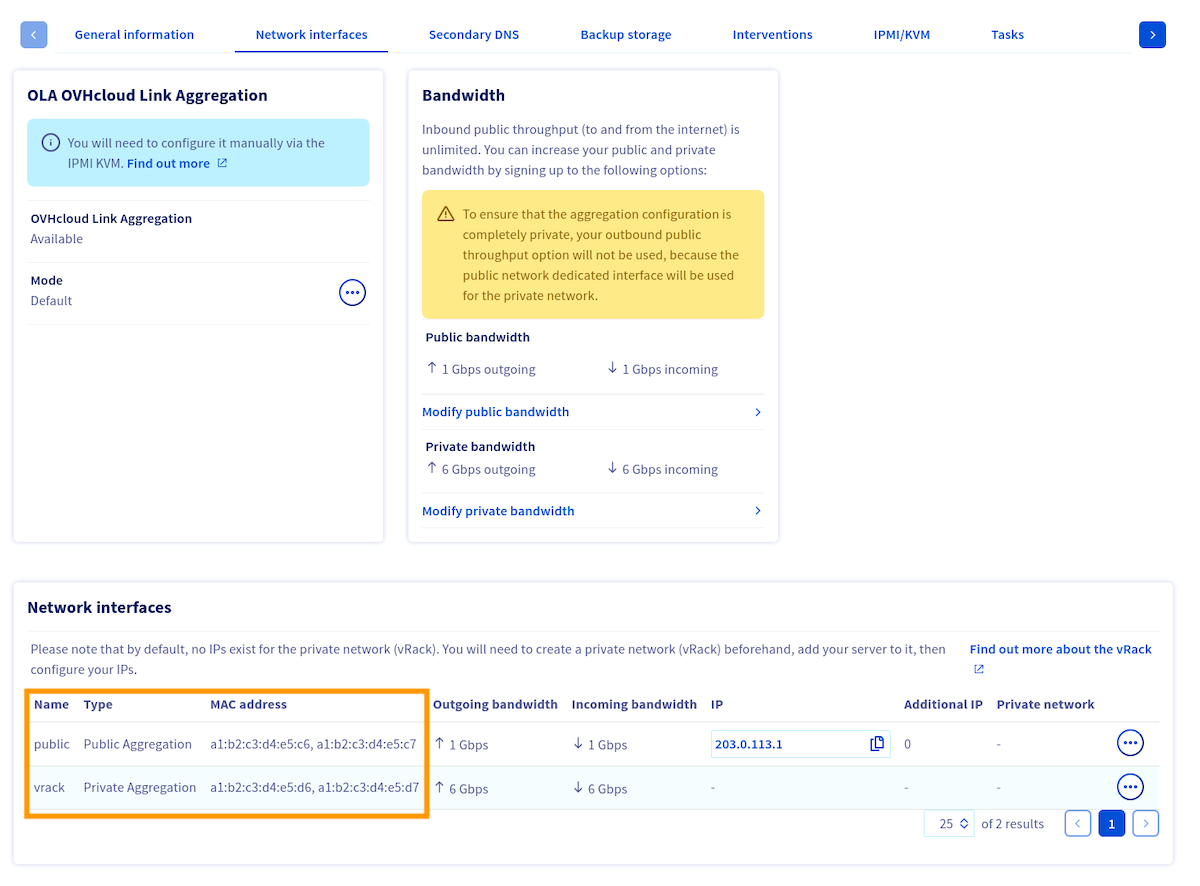 General information Network interfaces Secondary DNS Backup storage Interventions IPMI/KVM Tasks
OLA OVHcloud Link Aggregation
You will need to configure it manually via the
IPMI KVM. Find out more
OVHcloud Link Aggregation
Available
Mode
Default
Bandwidth
Inbound public throughput (to and from the internet) is
unlimited. You can increase your public and private
bandwidth by signing up to the following options:
To ensure that the aggregation configuration is
completely private, your outbound public
throughput option will not be used, because the
public network dedicated interface will be used
for the private network.
Public bandwidth
1 Gbps outgoing 1 Gbps incoming
Modify public bandwidth
Private bandwidth
6 Gbps outgoing 6 Gbps incoming
Modify private bandwidth
Network interfaces
Please note that by default, no IPs exist for the private network (vRack). You will need to create a private network (vRack) beforehand, add your server to it, then
configure your IPs.
Find out more about the vRack
Name Type MAC address Outgoing bandwidth Incoming bandwidth IP Additional IP Private network
public Public Aggregation a1:b2:c3:d4:e5:c6, a1:b2:c3:d4:e5:c7 1 Gbps 1 Gbps 203.0.113.1 0 -
vrack Private Aggregation a1:b2:c3:d4:e5:d6, a1:b2:c3:d4:e5:d7 6 Gbps 6 Gbps - - -
25 of 2 results 1